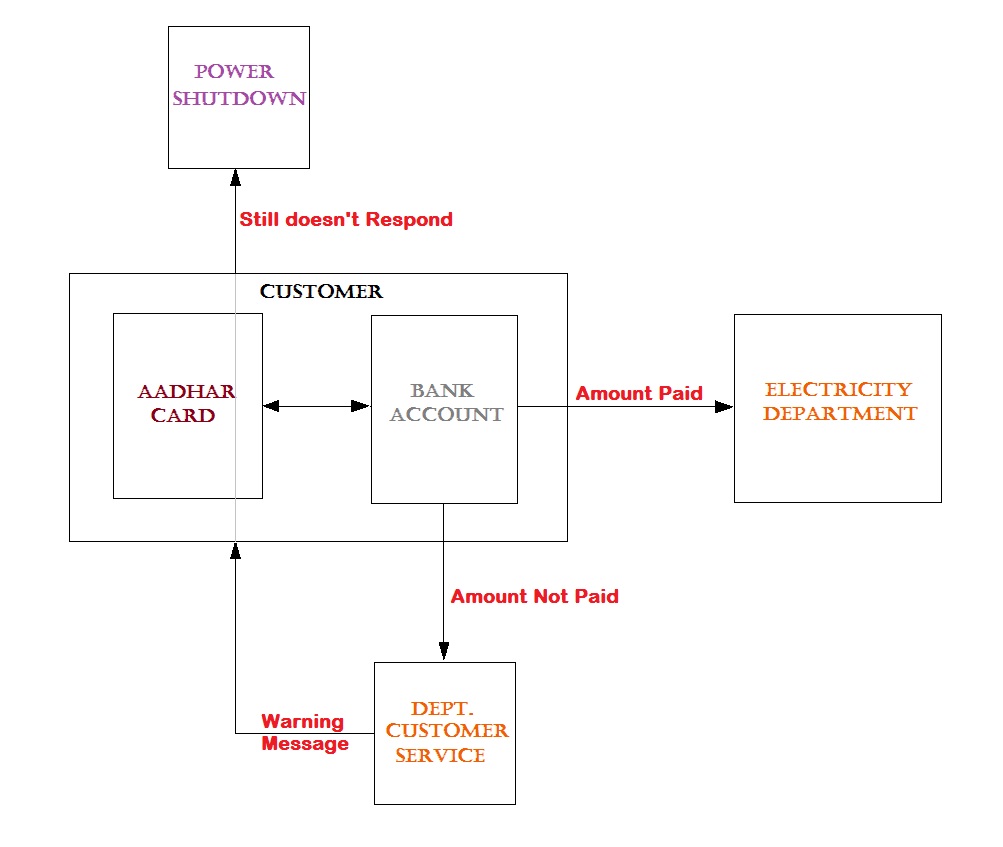 POWER
SHUTDOWN
Still doesn't Respond
CUSTOMER
AADHAR
CARD
BANK
ACCOUNT
Amount Paid
ELECTRICITY
DEPARTMENT
Amount Not Paid
DEPT.
CUSTOMER
SERVICE
Warning
Message